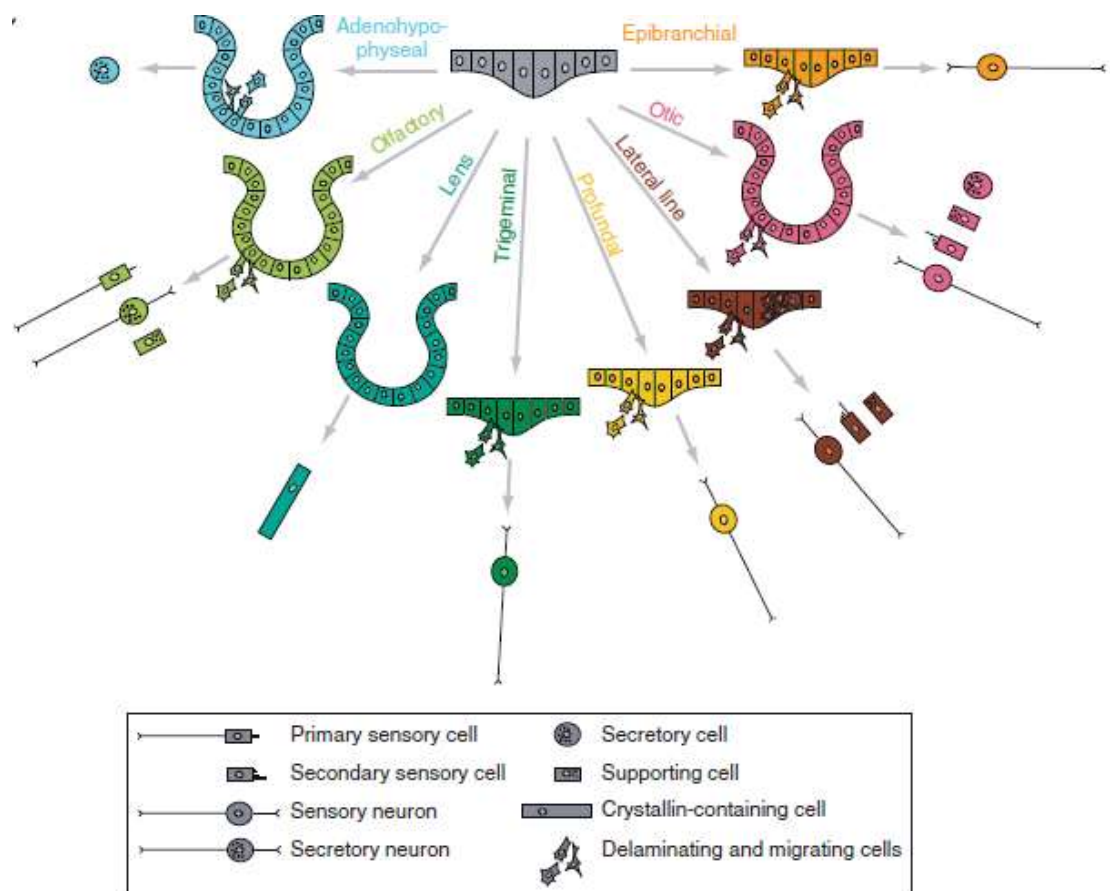 Adenohypo-
physeal
Epibranchial
Olfactory
Lens
Trigeminal
Profundal
Lateral line
Otic
Primary sensory cell
Secondary sensory cell
Sensory neuron
Secretory neuron
Secretory cell
Supporting cell
Crystallin-containing cell
Delaminating and migrating cells